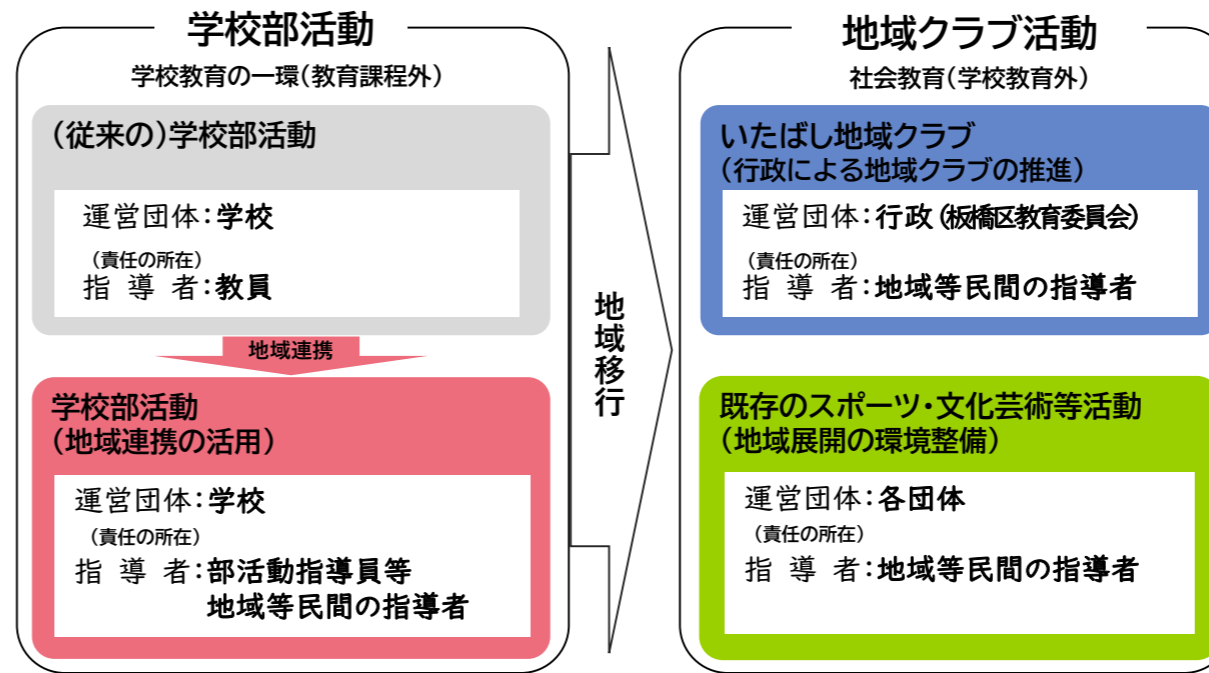 学校部活動
学校教育の一環(教育課程外)
(従来の)学校部活動
運営団体:学校
(責任の所在)
指 導 者:教員
地域連携
学校部活動
(地域連携の活用)
運営団体:学校
(責任の所在)
指 導 者:部活動指導員等
地域等民間の指導者
地域移行
地域クラブ活動
社会教育(学校教育外)
いたばし地域クラブ
(行政による地域クラブの推進)
運営団体:行政(板橋区教育委員会)
(責任の所在)
指 導 者:地域等民間の指導者
既存のスポーツ・文化芸術等活動
(地域展開の環境整備)
運営団体:各団体
(責任の所在)
指 導 者:地域等民間の指導者